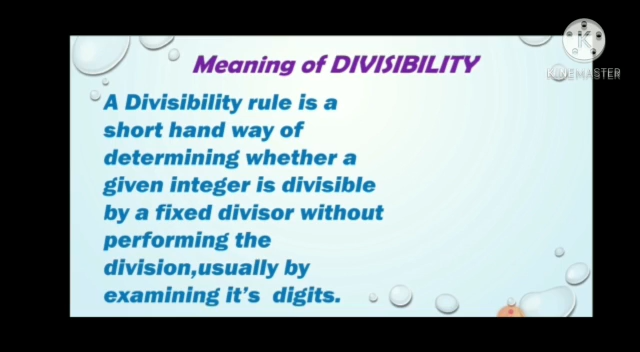 Meaning of DIVISIBILITY
K
KINEMASTER
A Divisibility rule is a
short hand way of
determining whether a
given integer is divisible
by a fixed divisor without
performing the
division,usually by
examining it's digits.